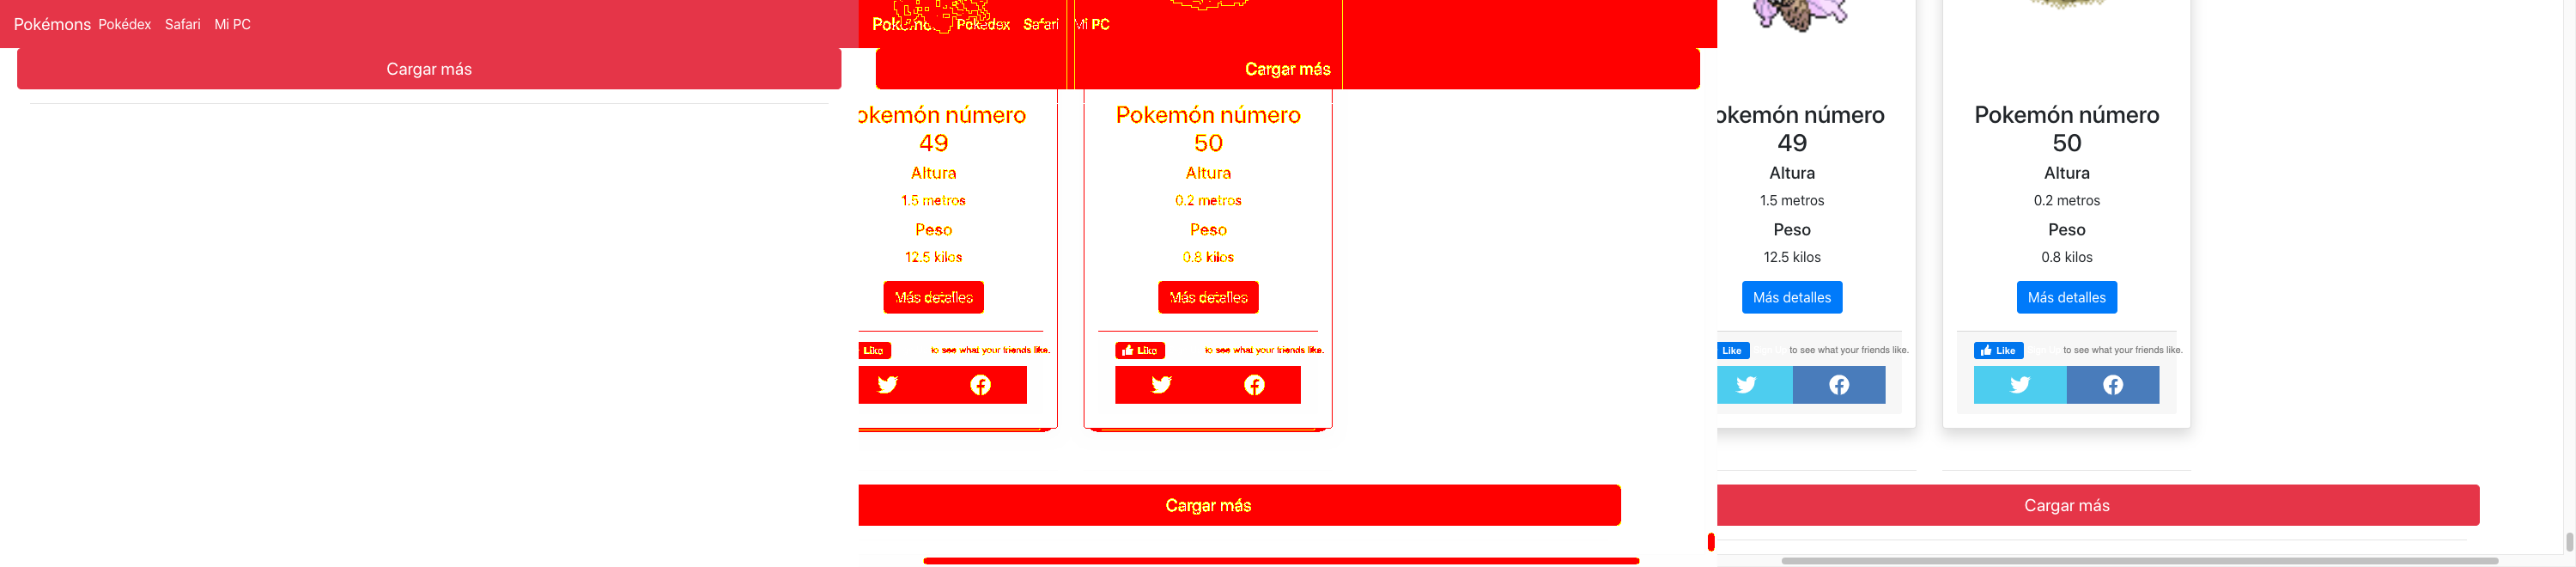 Pokémons Pokédex Safari Mi PC
Cargar más
Pokédex Safari Mi PC
Cargar más
okemón número
49
Altura
1.5 metros
Peso
12.5 kilos
Más detalles
Like to see what your friends like.
Pokemón número
50
Altura
0.2 metros
Peso
0.8 kilos
Más detalles
Like to see what your friends like.
Cargar más
okemón número
49
Altura
1.5 metros
Peso
12.5 kilos
Más detalles
Like to see what your friends like.
Pokemón número
50
Altura
0.2 metros
Peso
0.8 kilos
Más detalles
Like to see what your friends like.
Cargar más